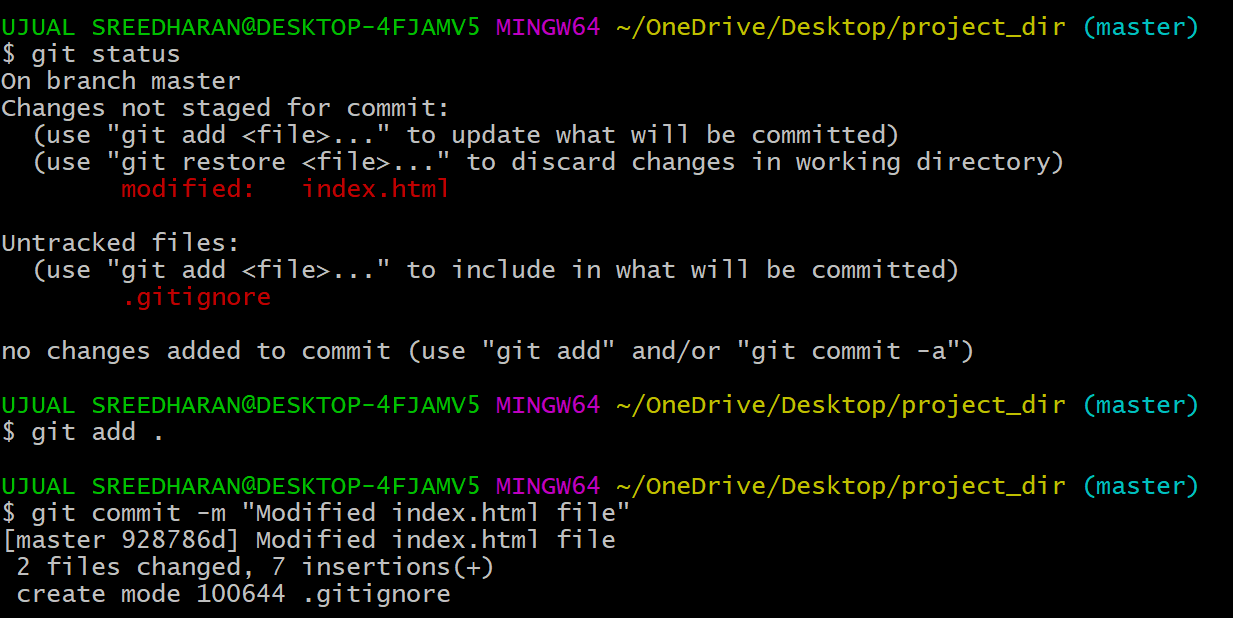 UJUAL SREEDHARAN@DESKTOP-4FJAMV5 MINGW64 ~/OneDrive/Desktop/project_dir (master)
$ git status
On branch master
Changes not staged for commit:
  (use "git add <file>..." to update what will be committed)
  (use "git restore <file>..." to discard changes in working directory)
        modified:   index.html

Untracked files:
  (use "git add <file>..." to include in what will be committed)
        .gitignore

no changes added to commit (use "git add" and/or "git commit -a")

UJUAL SREEDHARAN@DESKTOP-4FJAMV5 MINGW64 ~/OneDrive/Desktop/project_dir (master)
$ git add .

UJUAL SREEDHARAN@DESKTOP-4FJAMV5 MINGW64 ~/OneDrive/Desktop/project_dir (master)
$ git commit -m "Modified index.html file"
[master 928786d] Modified index.html file
 2 files changed, 7 insertions(+)
 create mode 100644 .gitignore